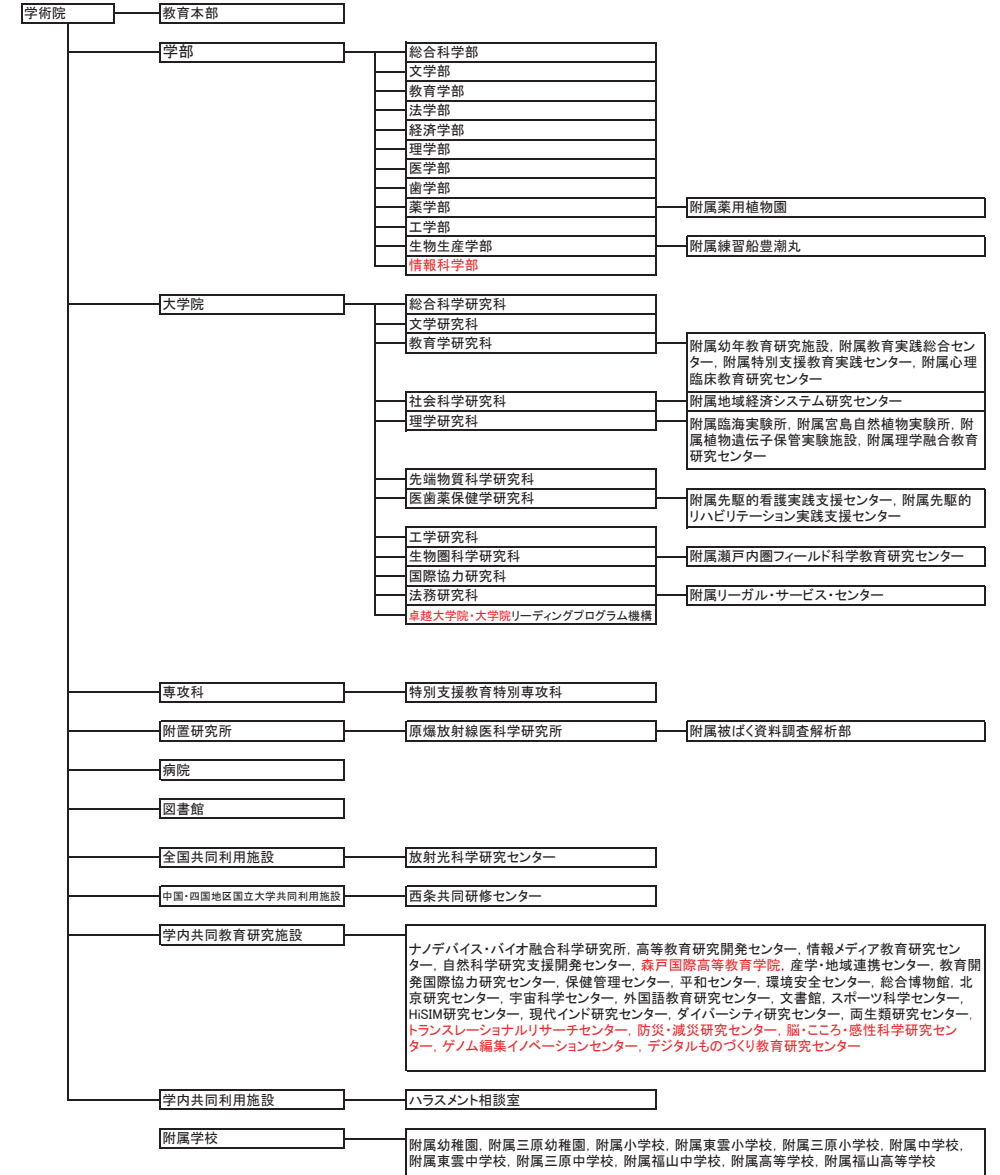 学術院
教育本部
学部
総合科学部
文学部
教育学部
法学部
経済学部
理学部
医学部
歯学部
薬学部
附属薬用植物園
工学部
生物生産学部
附属練習船豊潮丸
情報科学部
大学院
総合科学研究科
文学研究科
教育学研究科
附属幼年教育研究施設, 附属教育実践総合セン
ター, 附属特別支援教育実践センター, 附属心理
臨床教育研究センター
社会科学研究科
附属地域経済システム研究センター
理学研究科
附属臨海実験所, 附属宮島自然植物実験所, 附
属植物遺伝子保管実験施設, 附属理学融合教育
研究センター
先端物質科学研究科
医歯薬保健学研究科
附属先駆的看護実践支援センター, 附属先駆的
リハビリテーション実践支援センター
工学研究科
生物圏科学研究科
附属瀬戸内圏フィールド科学教育研究センター
国際協力研究科
法務研究科
附属リーガル・サービス・センター
卓越大学院・大学院リーディングプログラム機構
専攻科
特別支援教育特別専攻科
附置研究所
原爆放射線医科学研究所
附属被ばく資料調査解析部
病院
図書館
全国共同利用施設
放射光科学研究センター
中国・四国地区国立大学共同利用施設
西条共同研修センター
学内共同教育研究施設
ナノデバイス・バイオ融合科学研究所, 高等教育研究開発センター, 情報メディア教育研究セン
ター, 自然科学研究支援開発センター, 森戸国際高等教育学院, 産学・地域連携センター, 教育開
発国際協力研究センター, 保健管理センター, 平和センター, 環境安全センター, 総合博物館, 北
京研究センター, 宇宙科学センター, 外国語教育研究センター, 文書館, スポーツ科学センター,
HiSIM研究センター, 現代インド研究センター, ダイバーシティ研究センター, 両生類研究センター,
トランスレーショナルリサーチセンター, 防災・減災研究センター, 脳・こころ・感性科学研究セン
ター, ゲノム編集イノベーションセンター, デジタルものづくり教育研究センター
学内共同利用施設
ハラスメント相談室
附属学校
附属幼稚園, 附属三原幼稚園, 附属小学校, 附属東雲小学校, 附属三原小学校, 附属中学校,
附属東雲中学校, 附属三原中学校, 附属福山中学校, 附属高等学校, 附属福山高等学校